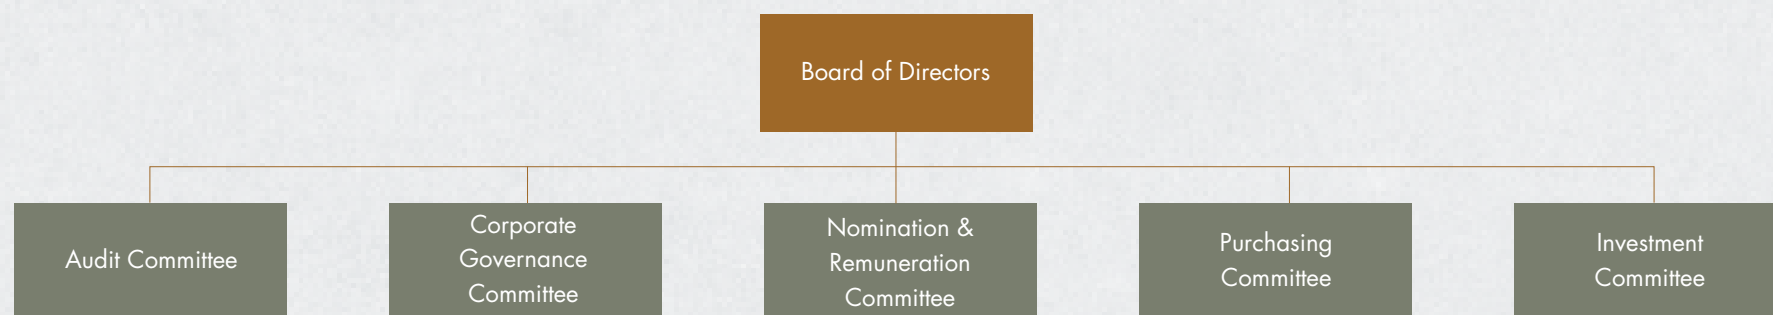 Board of Directors
Audit Committee
Corporate
Governance
Committee
Nomination &
Remuneration
Committee
Purchasing
Committee
Investment
Committee